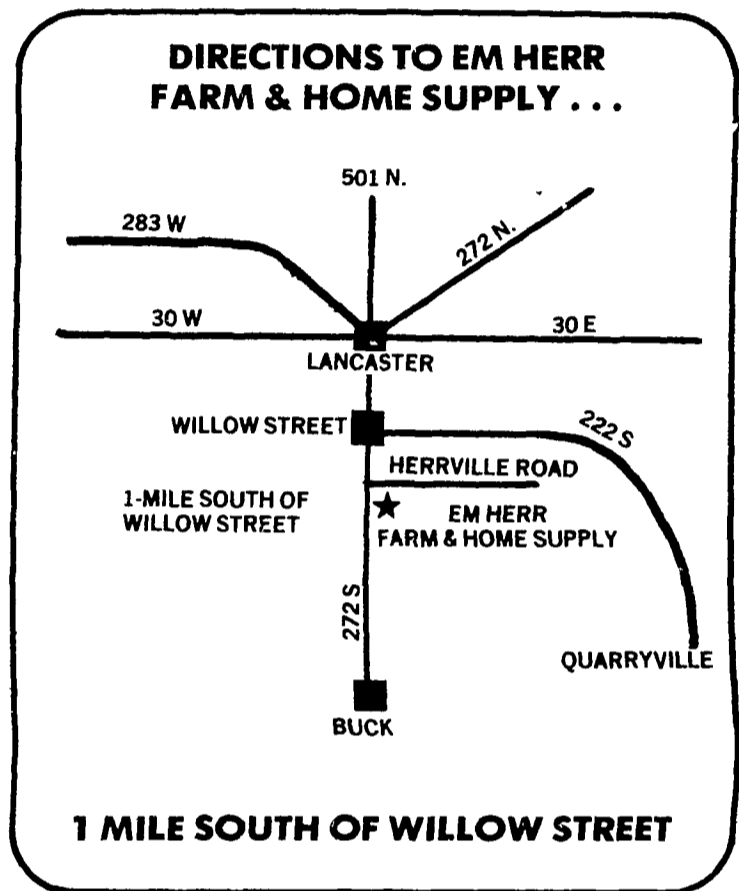 DIRECTIONS TO EM HERR
FARM & HOME SUPPLY . . .
501 N.
283 W
272 N.
30 W
30 E
LANCASTER
WILLOW STREET
222 S
HERRVILLE ROAD
1-MILE SOUTH OF
WILLOW STREET
EM HERR
FARM & HOME SUPPLY
272 S
QUARRYVILLE
BUCK
1 MILE SOUTH OF WILLOW STREET